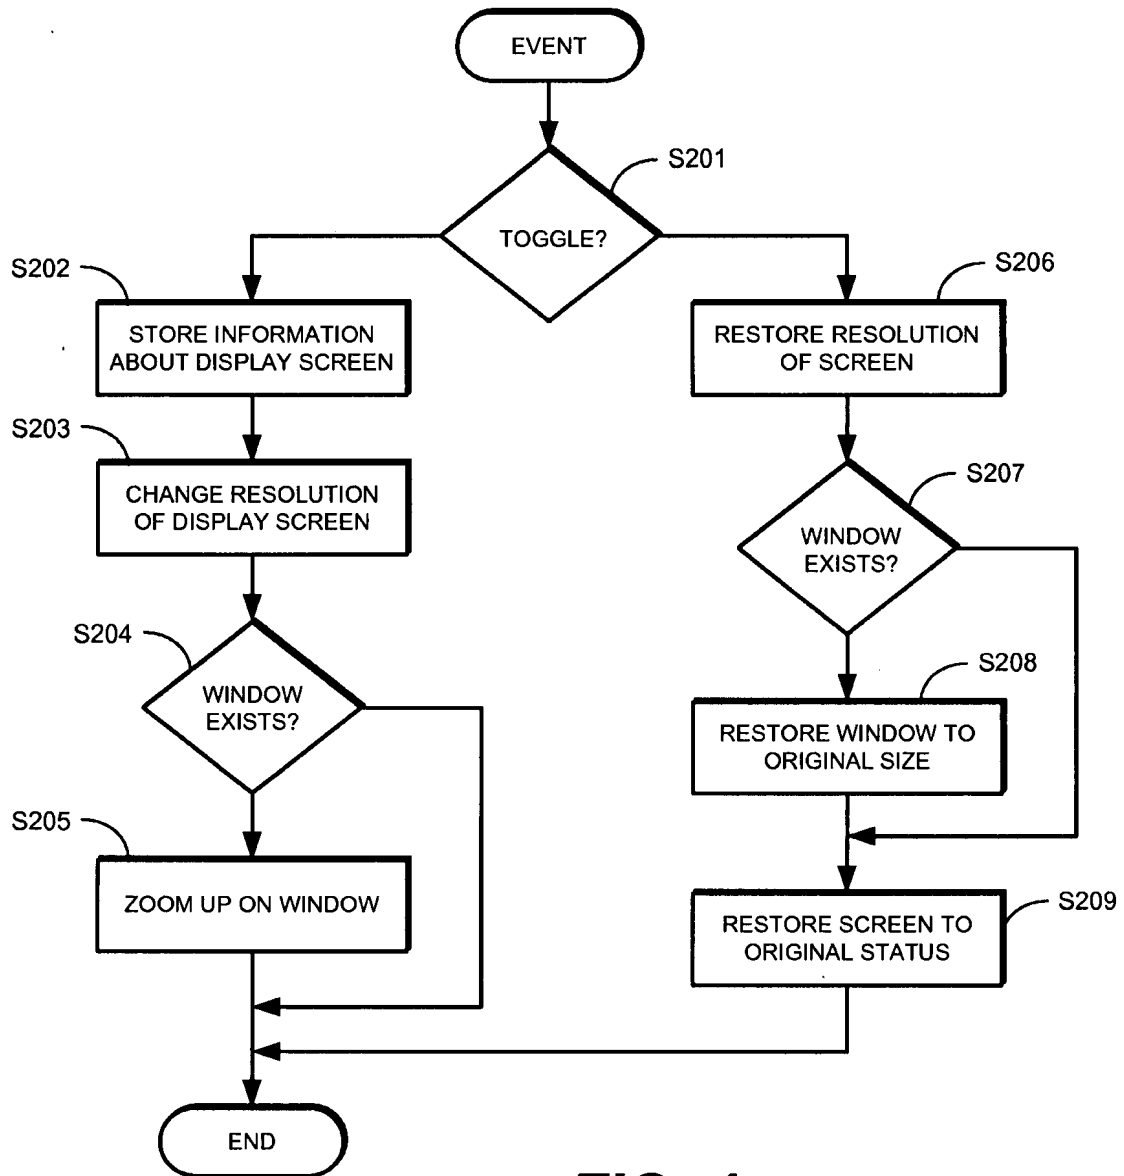 EVENT
S201
TOGGLE?
S202
STORE INFORMATION
ABOUT DISPLAY SCREEN
S203
CHANGE RESOLUTION
OF DISPLAY SCREEN
S204
WINDOW
EXISTS?
S205
ZOOM UP ON WINDOW
S206
RESTORE RESOLUTION
OF SCREEN
S207
WINDOW
EXISTS?
S208
RESTORE WINDOW TO
ORIGINAL SIZE
S209
RESTORE SCREEN TO
ORIGINAL STATUS
END